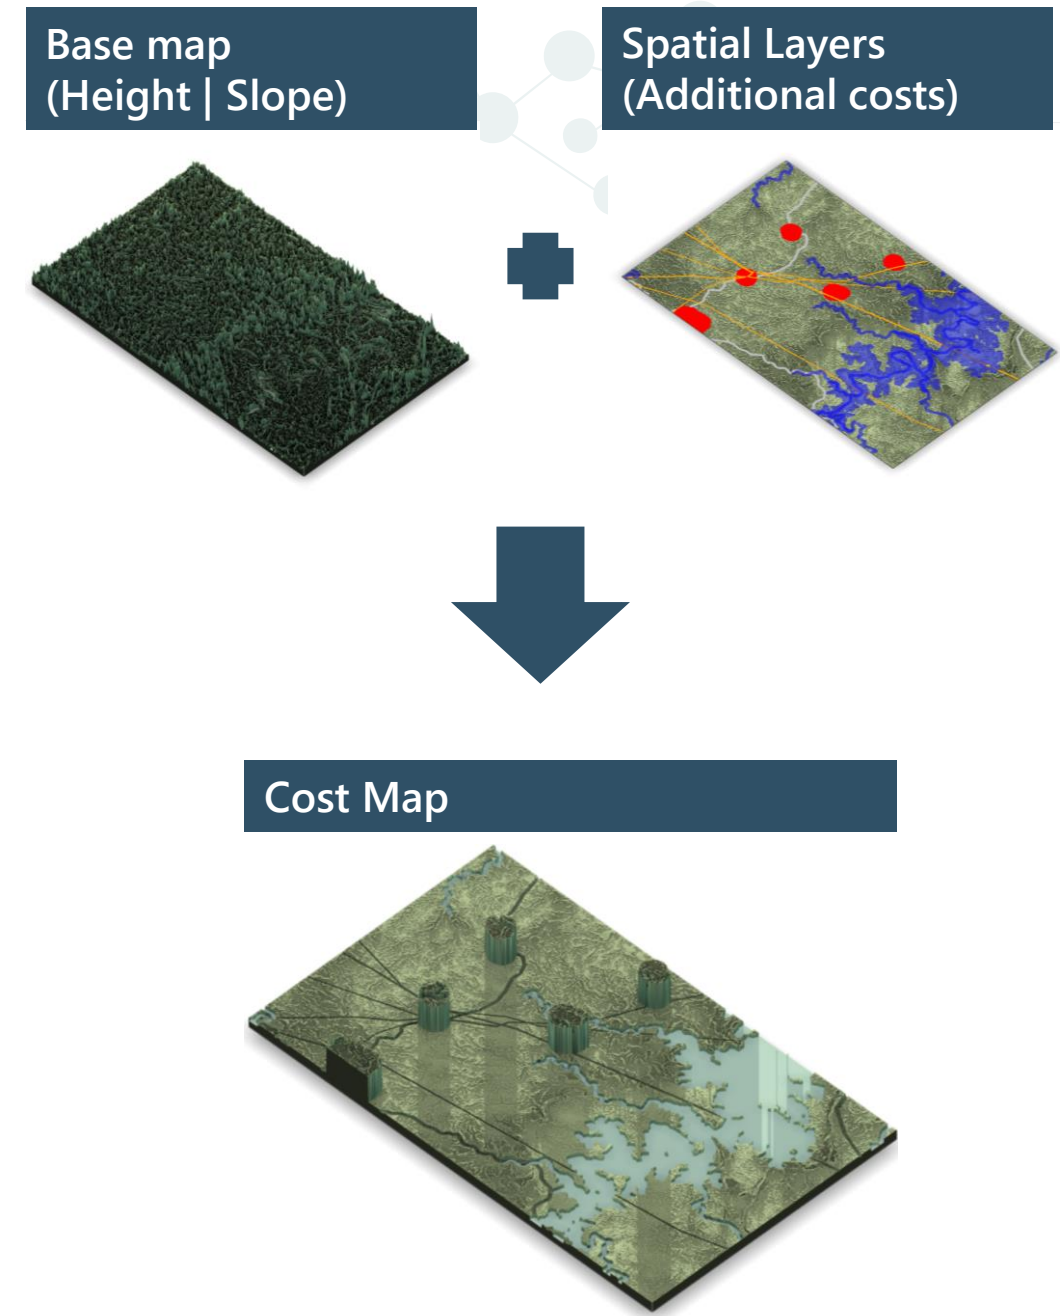 Base map
(Height | Slope)
Spatial Layers
(Additional costs)
Cost Map